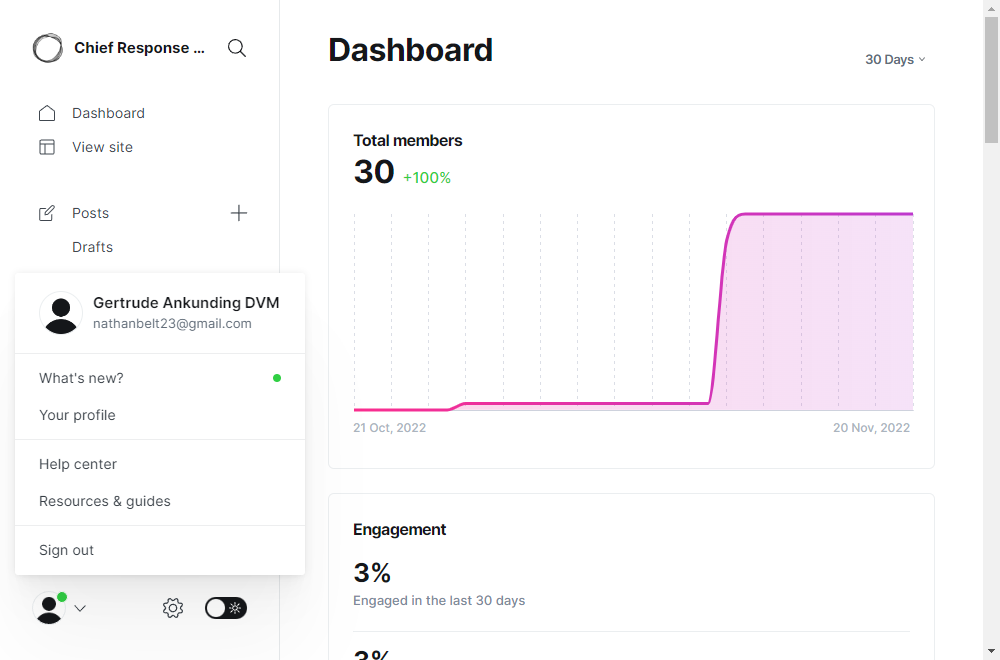 Chief Response ...
Dashboard
View site
Posts
Drafts
Gertrude Ankunding DVM
nathanbelt23@gmail.com
What's new?
Your profile
Help center
Resources & guides
Sign out
Dashboard
30 Days
Total members
30 +100%
21 Oct, 2022 20 Nov, 2022
Engagement
3%
Engaged in the last 30 days
3%